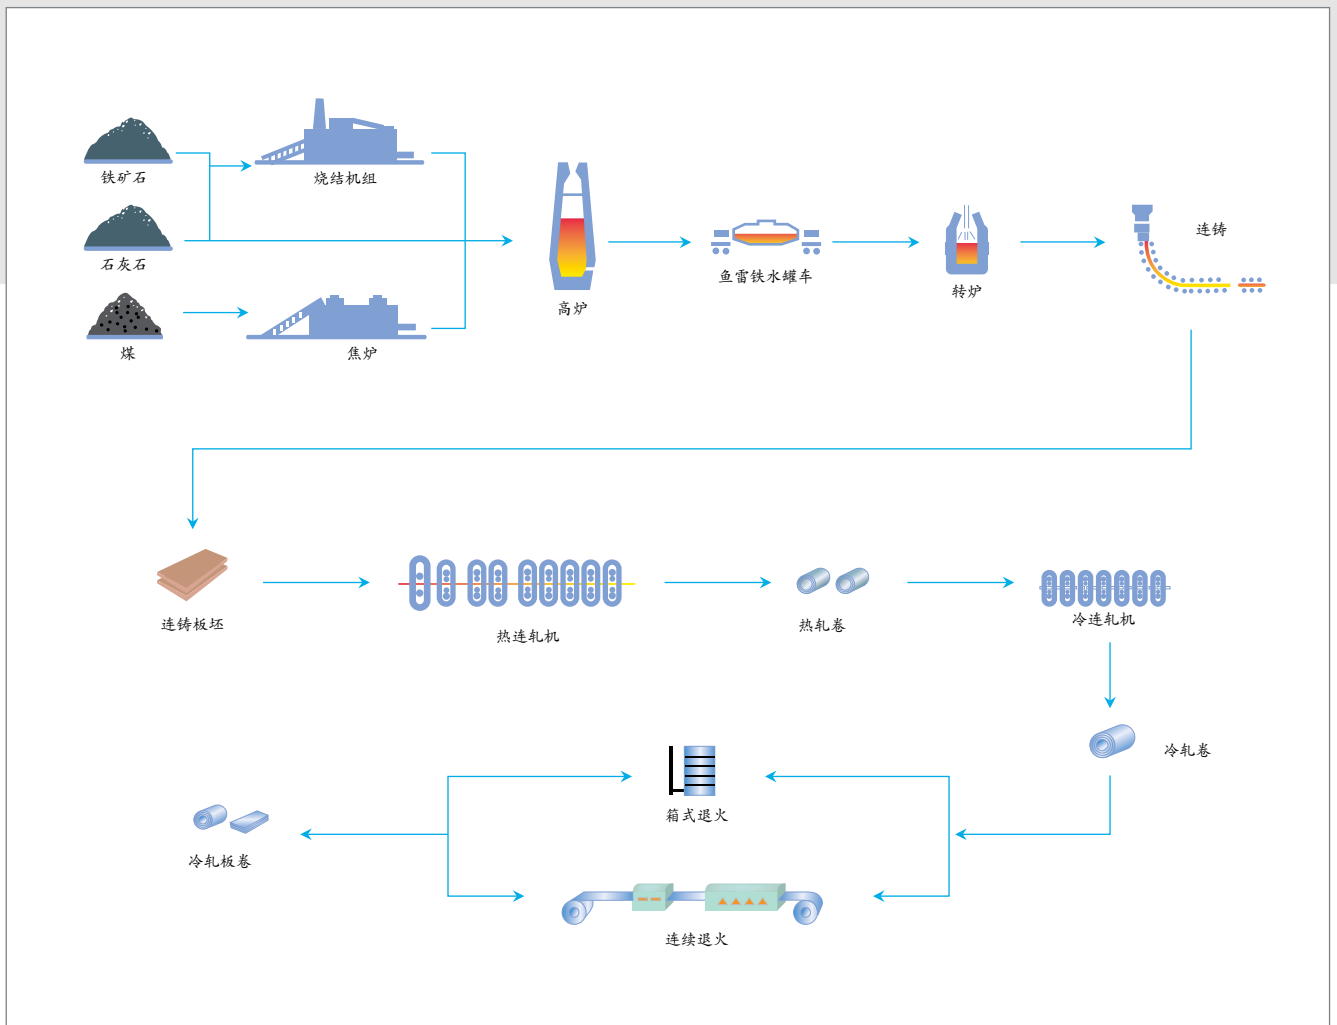 铁矿石
烧结机组
石灰石
煤
焦炉
高炉
鱼雷铁水罐车
转炉
连铸
连铸板坯
热连轧机
热轧卷
冷连轧机
冷轧卷
箱式退火
冷轧板卷
连续退火